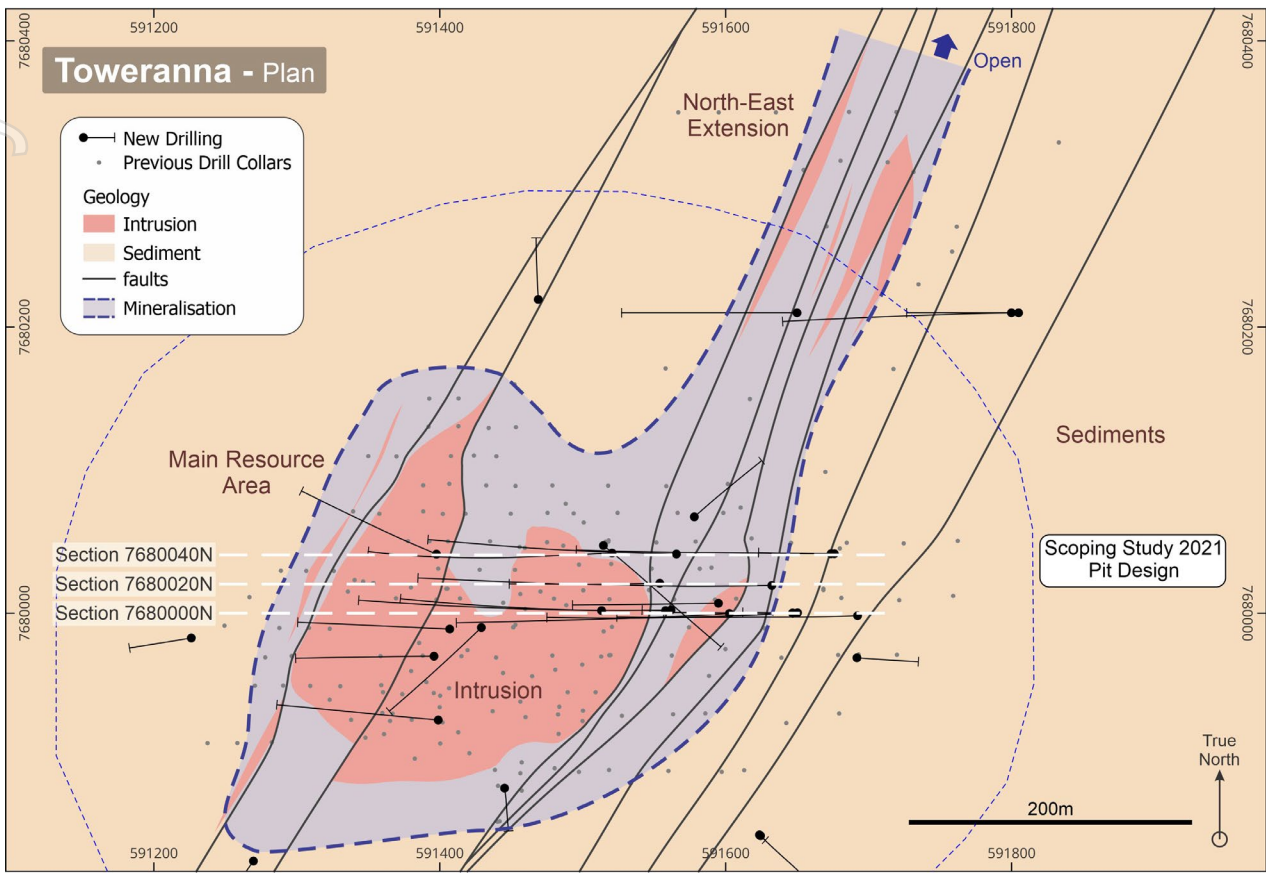 591200
591400
591600
591800
7680400
7680400
Toweranna - Plan
Open
North-East
Extension
New Drilling
Previous Drill Collars
Geology
Intrusion
Sediment
faults
Mineralisation
7680200
7680200
Main Resource
Area
Sediments
Section 7680040N
Section 7680020N
Section 7680000N
Scoping Study 2021
Pit Design
7680000
7680000
Intrusion
True
North
200m
591200
591400
591600
591800